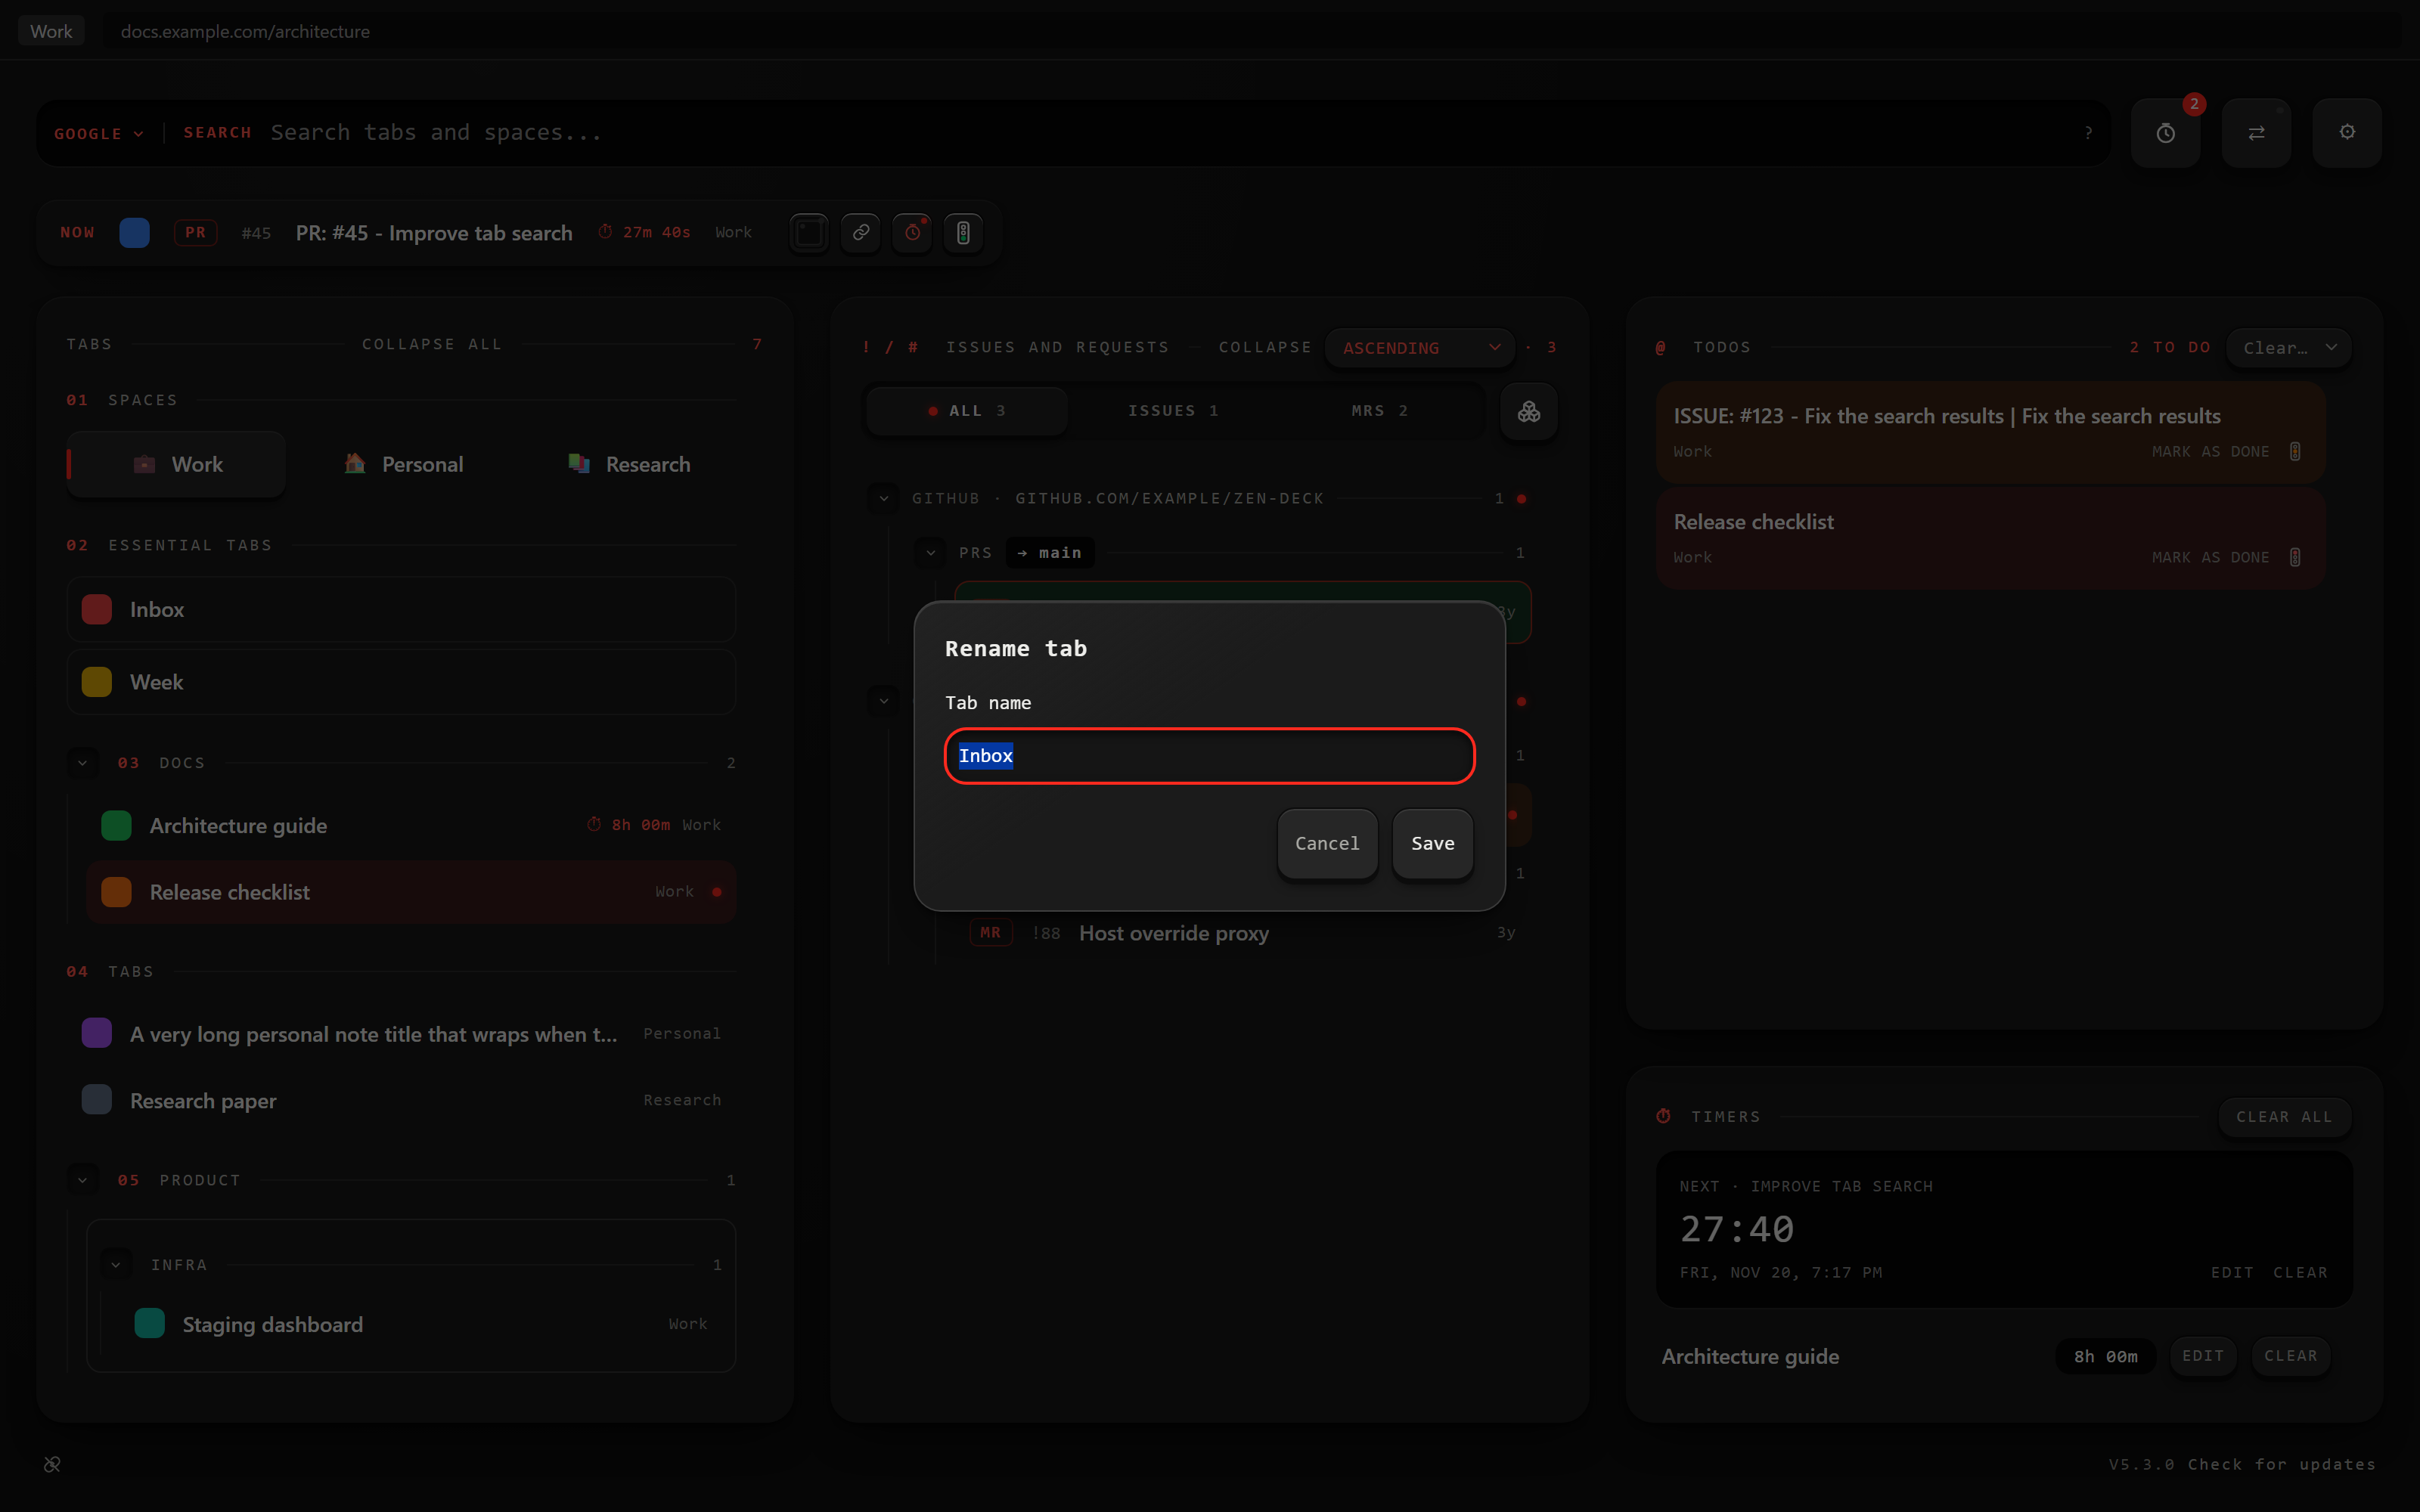 Work docs.example.com/architecture
GOOGLE SEARCH Search tabs and spaces... ?
2
NOW PR #45 PR: #45 - Improve tab search 27m 40s Work
TABS COLLAPSE ALL 7
01 SPACES
Work Personal Research
02 ESSENTIAL TABS
Inbox
Week
03 DOCS 2
Architecture guide 8h 00m Work
Release checklist Work
04 TABS
A very long personal note title that wraps when t... Personal
Research paper Research
05 PRODUCT 1
INFRA 1
Staging dashboard Work
! / # ISSUES AND REQUESTS COLLAPSE ASCENDING · 3
ALL 3 ISSUES 1 MRS 2
GITHUB · GITHUB.COM/EXAMPLE/ZEN-DECK 1
PRS → main 1
3y
Rename tab
Tab name
Inbox
1
Cancel Save
1
MR !88 Host override proxy 3y
@ TODOS 2 TO DO Clear...
ISSUE: #123 - Fix the search results | Fix the search results
Work MARK AS DONE
Release checklist
Work MARK AS DONE
TIMERS CLEAR ALL
NEXT · IMPROVE TAB SEARCH
27:40
FRI, NOV 20, 7:17 PM EDIT CLEAR
Architecture guide 8h 00m EDIT CLEAR
V5.3.0 Check for updates